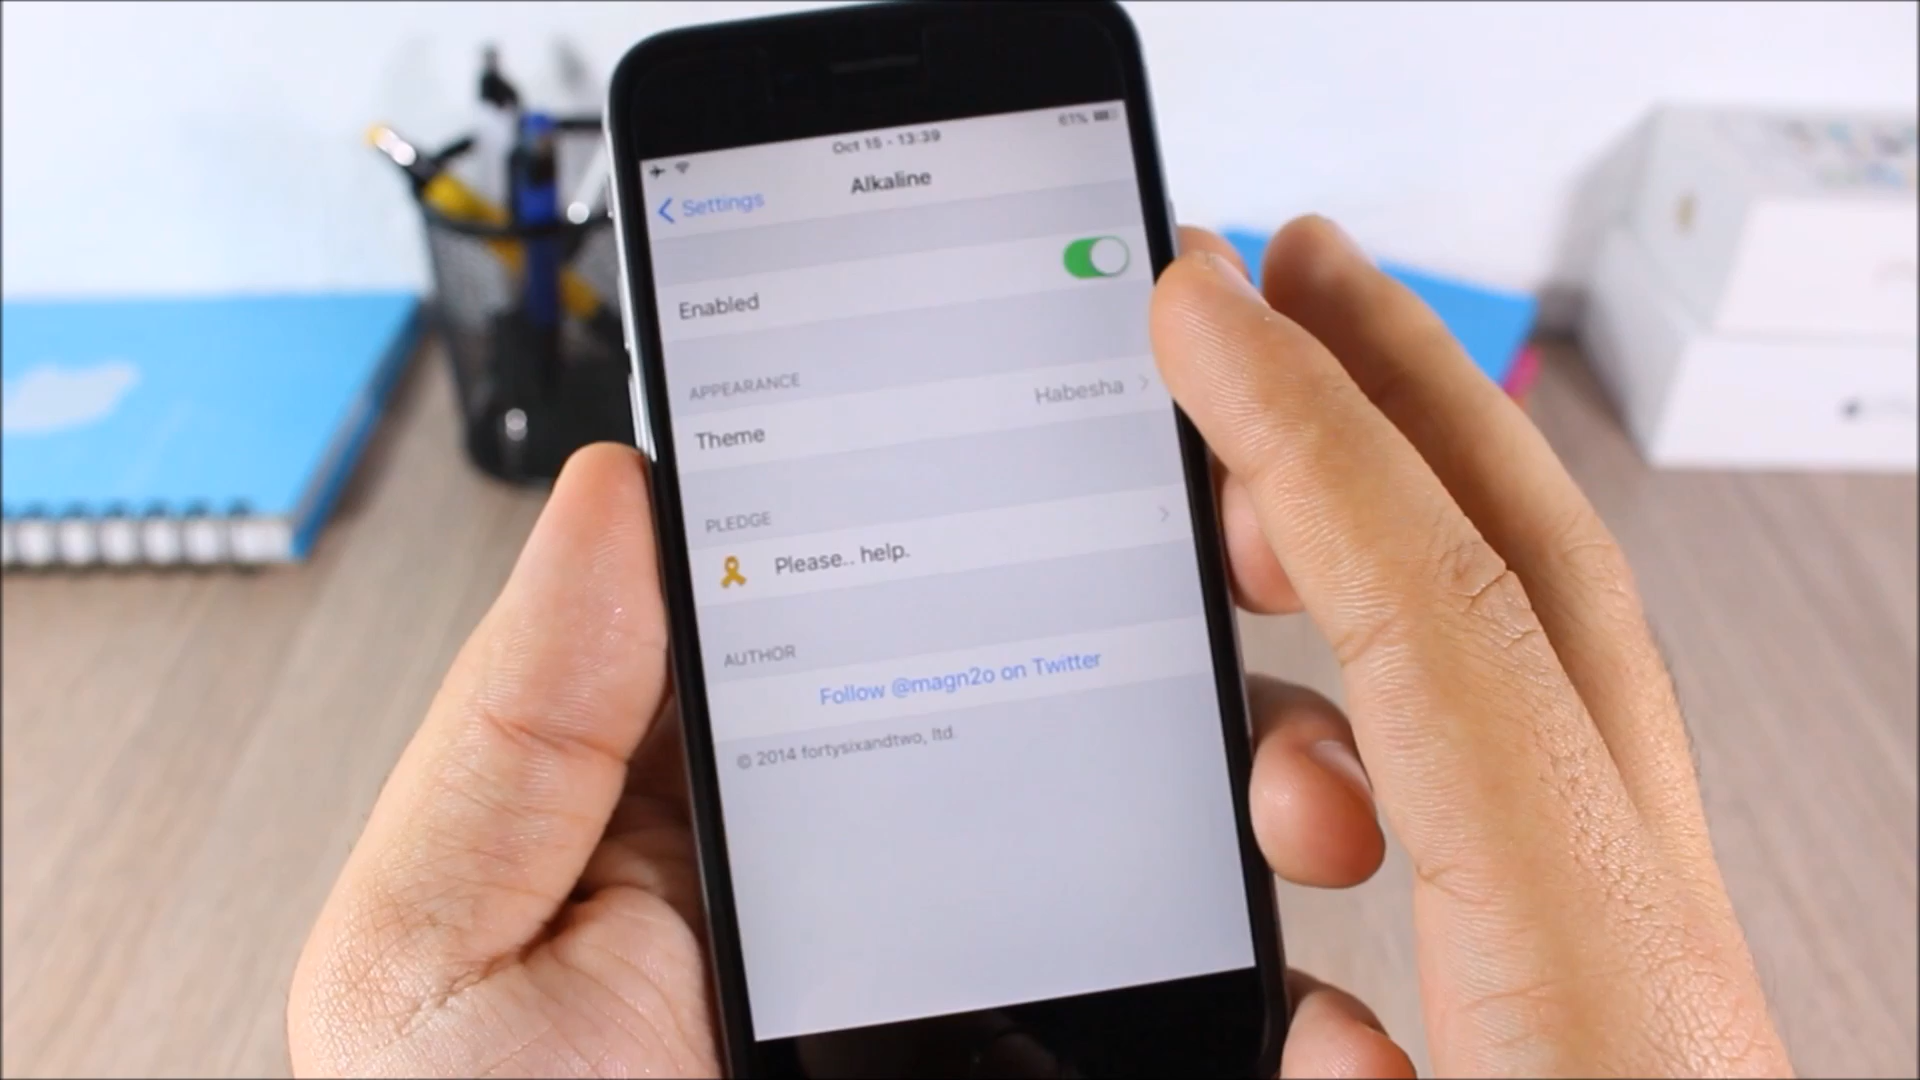 Oct 15 - 13:39
61%
Settings
Alkaline
Enabled
APPEARANCE
Theme
Habesha
PLEDGE
Please.. help.
AUTHOR
Follow @magn2o on Twitter
© 2014 fortysixandtwo, ltd.